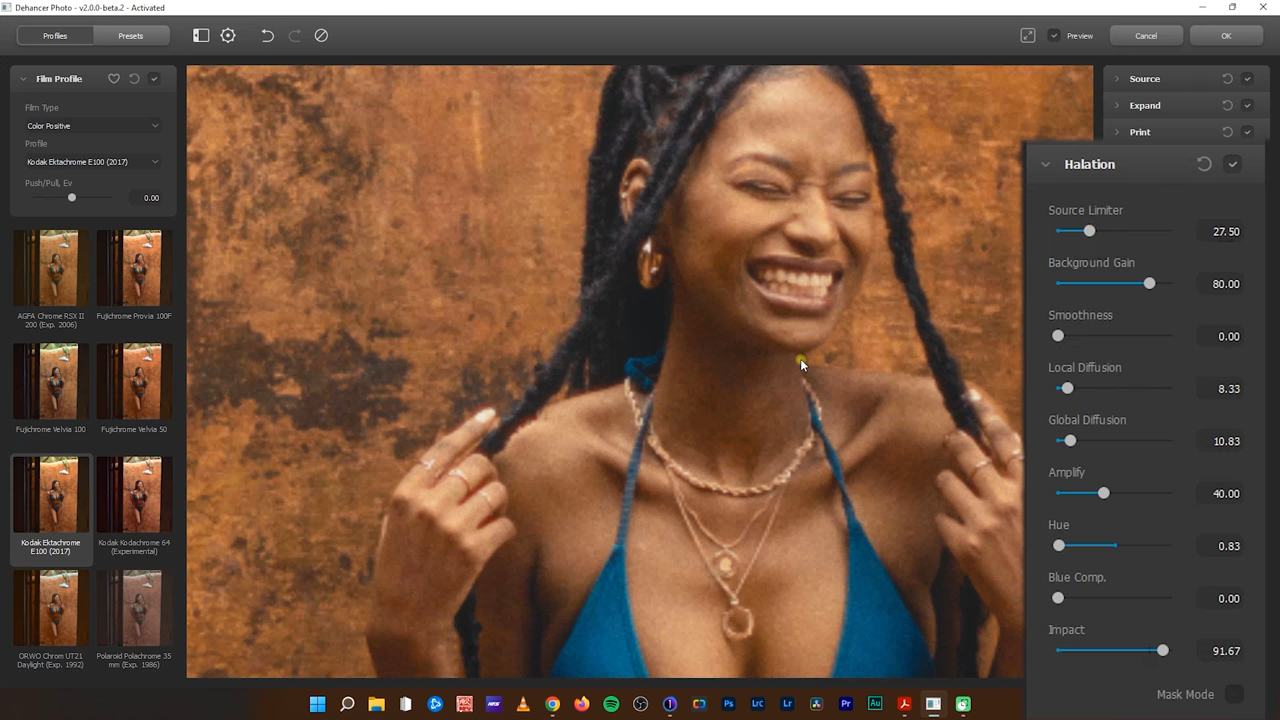 Dehancer Photo - v2.0.0-beta.2 - Activated
Profiles
Presets
Preview
Cancel
OK
Film Profile
Film Type
Color Positive
Profile
Kodak Ektachrome E100 (2017)
Push/Pull, Ev
0.00
AGFA Chrome RSX II
200 (Exp. 2006)
Fujichrome Provia 100F
Fujichrome Velvia 100
Fujichrome Velvia 50
Kodak Ektachrome
E100 (2017)
Kodak Kodachrome 64
(Experimental)
ORWO Chrom UT21
Daylight (Exp. 1992)
Polaroid Polachrome 35
mm (Exp. 1986)
Source
Expand
Print
Halation
Source Limiter
27.50
Background Gain
80.00
Smoothness
0.00
Local Diffusion
8.33
Global Diffusion
10.83
Amplify
40.00
Hue
0.83
Blue Comp.
0.00
Impact
91.67
Mask Mode
Ps
LrC
Lr
Pr
Au